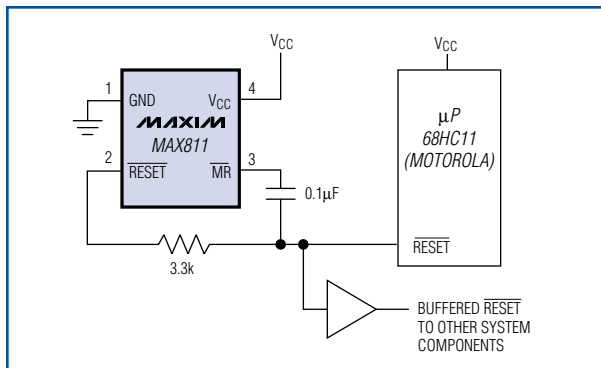 VCC
VCC
1
GND
VCC
4
MAXIM
MAX811
μP
68HC11
(MOTOROLA)
2
RESET
MR
3
0.1μF
3.3k
RESET
BUFFERED RESET
TO OTHER SYSTEM
COMPONENTS